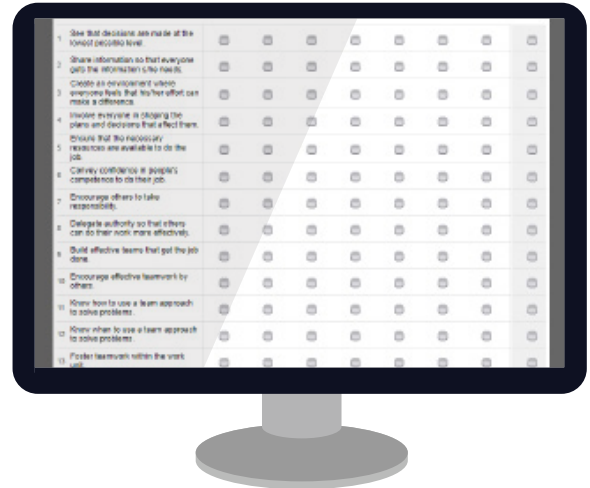 1 See that decisions are made at the
lowest possible level.
2 Share information so that everyone
gets the information s/he needs.
3 Create an environment where
everyone feels that his/her effort can
make a difference.
4 Involve everyone in shaping the
plans and decisions that affect them.
5 Ensure that the necessary
resources are available to do the
job.
6 Convey confidence in people's
competence to do their job.
7 Encourage others to take
responsibility.
8 Delegate authority so that others
can do their work more effectively.
9 Build effective teams that get the job
done.
10 Encourage effective teamwork by
others.
11 Know how to use a team approach
to solve problems.
12 Know when to use a team approach
to solve problems.
13 Foster teamwork within the work
unit.